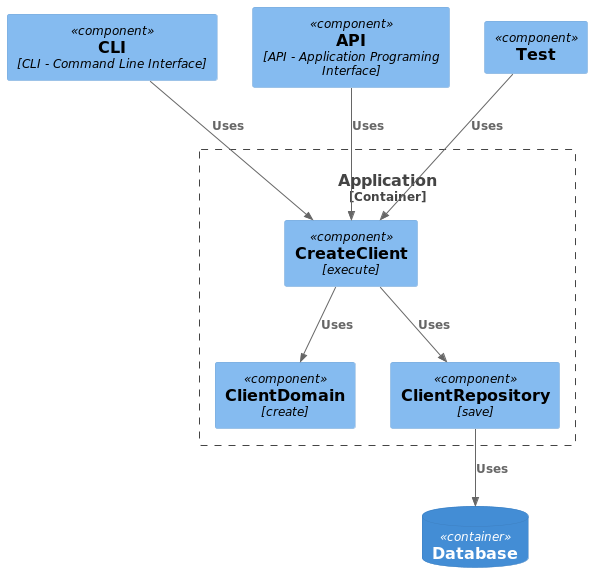 «component»
CLI
[CLI - Command Line Interface]
«component»
API
[API - Application Programing
Interface]
«component»
Test
Uses
Uses
Uses
Application
[Container]
«component»
CreateClient
[execute]
Uses
Uses
«component»
ClientDomain
[create]
«component»
ClientRepository
[save]
Uses
«container»
Database